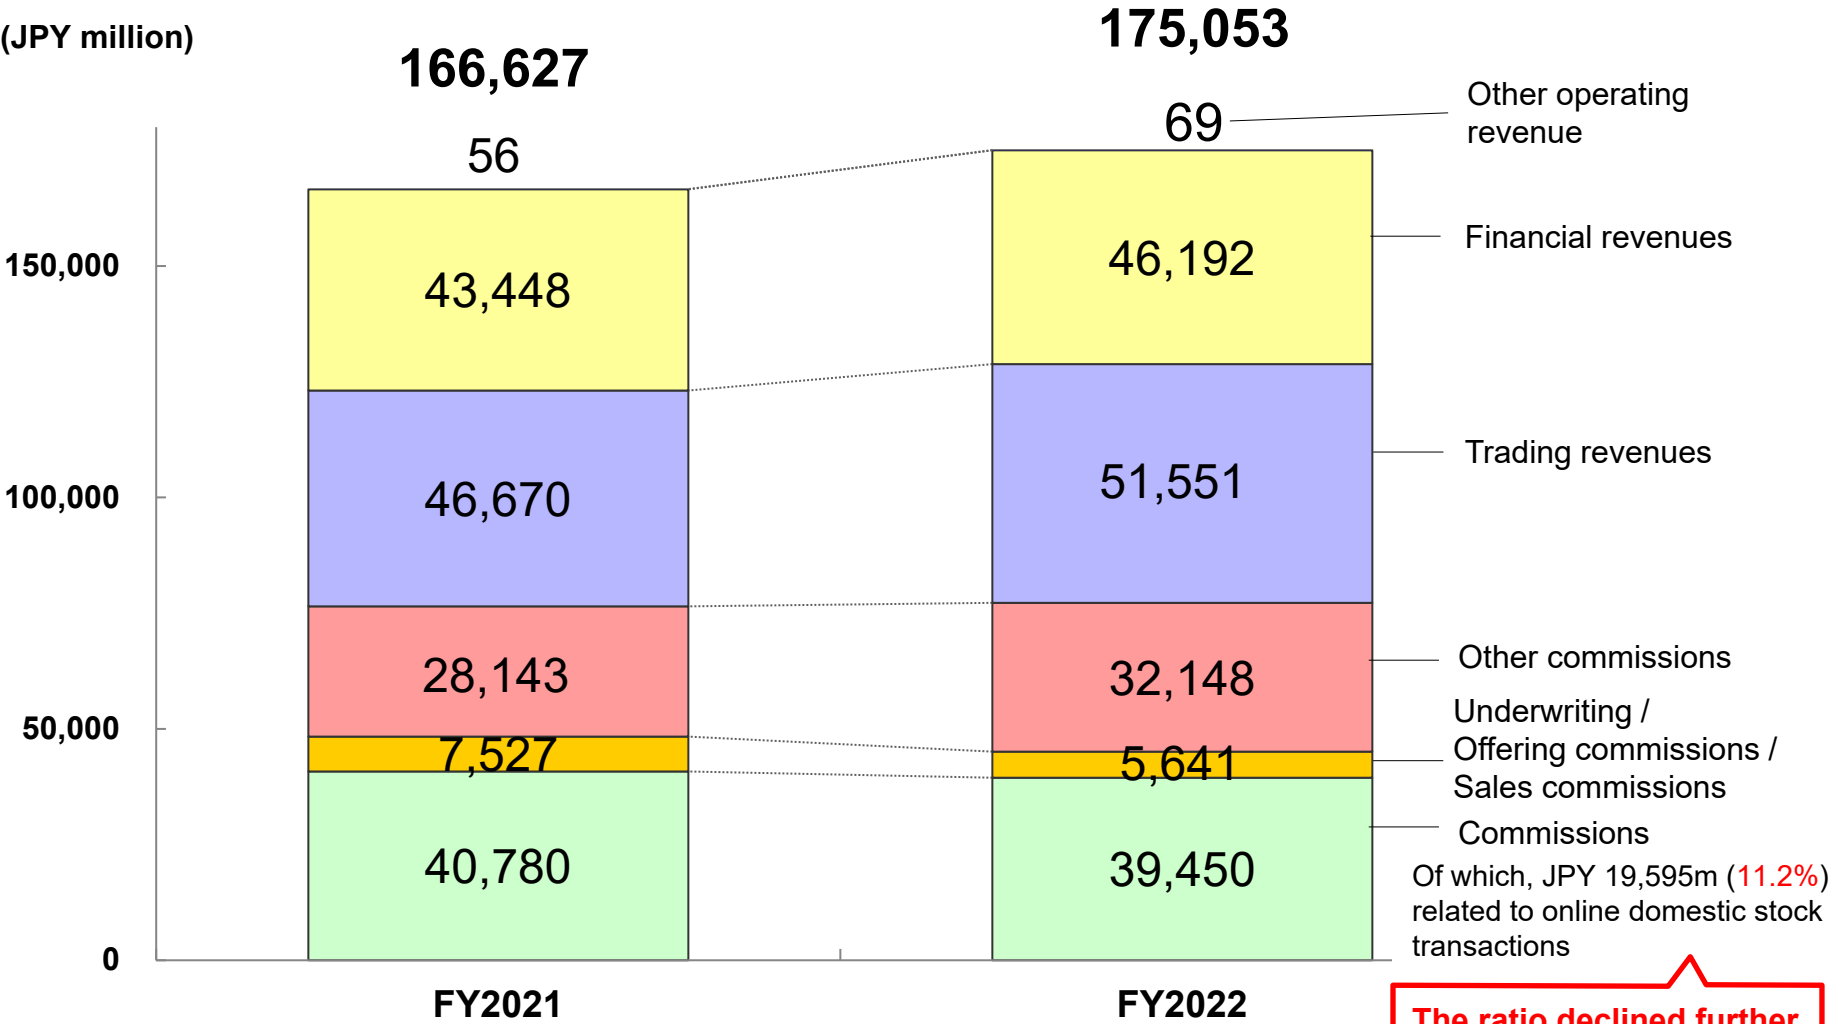 (JPY million)
166,627
175,053
56
69
Other operating
revenue
150,000
43,448
46,192
Financial revenues
100,000
46,670
51,551
Trading revenues
50,000
28,143
32,148
Other commissions
7,527
5,641
Underwriting /
Offering commissions /
Sales commissions
40,780
39,450
Commissions
Of which, JPY 19,595m (11.2%)
related to online domestic stock
transactions
0
FY2021
FY2022
The ratio declined further